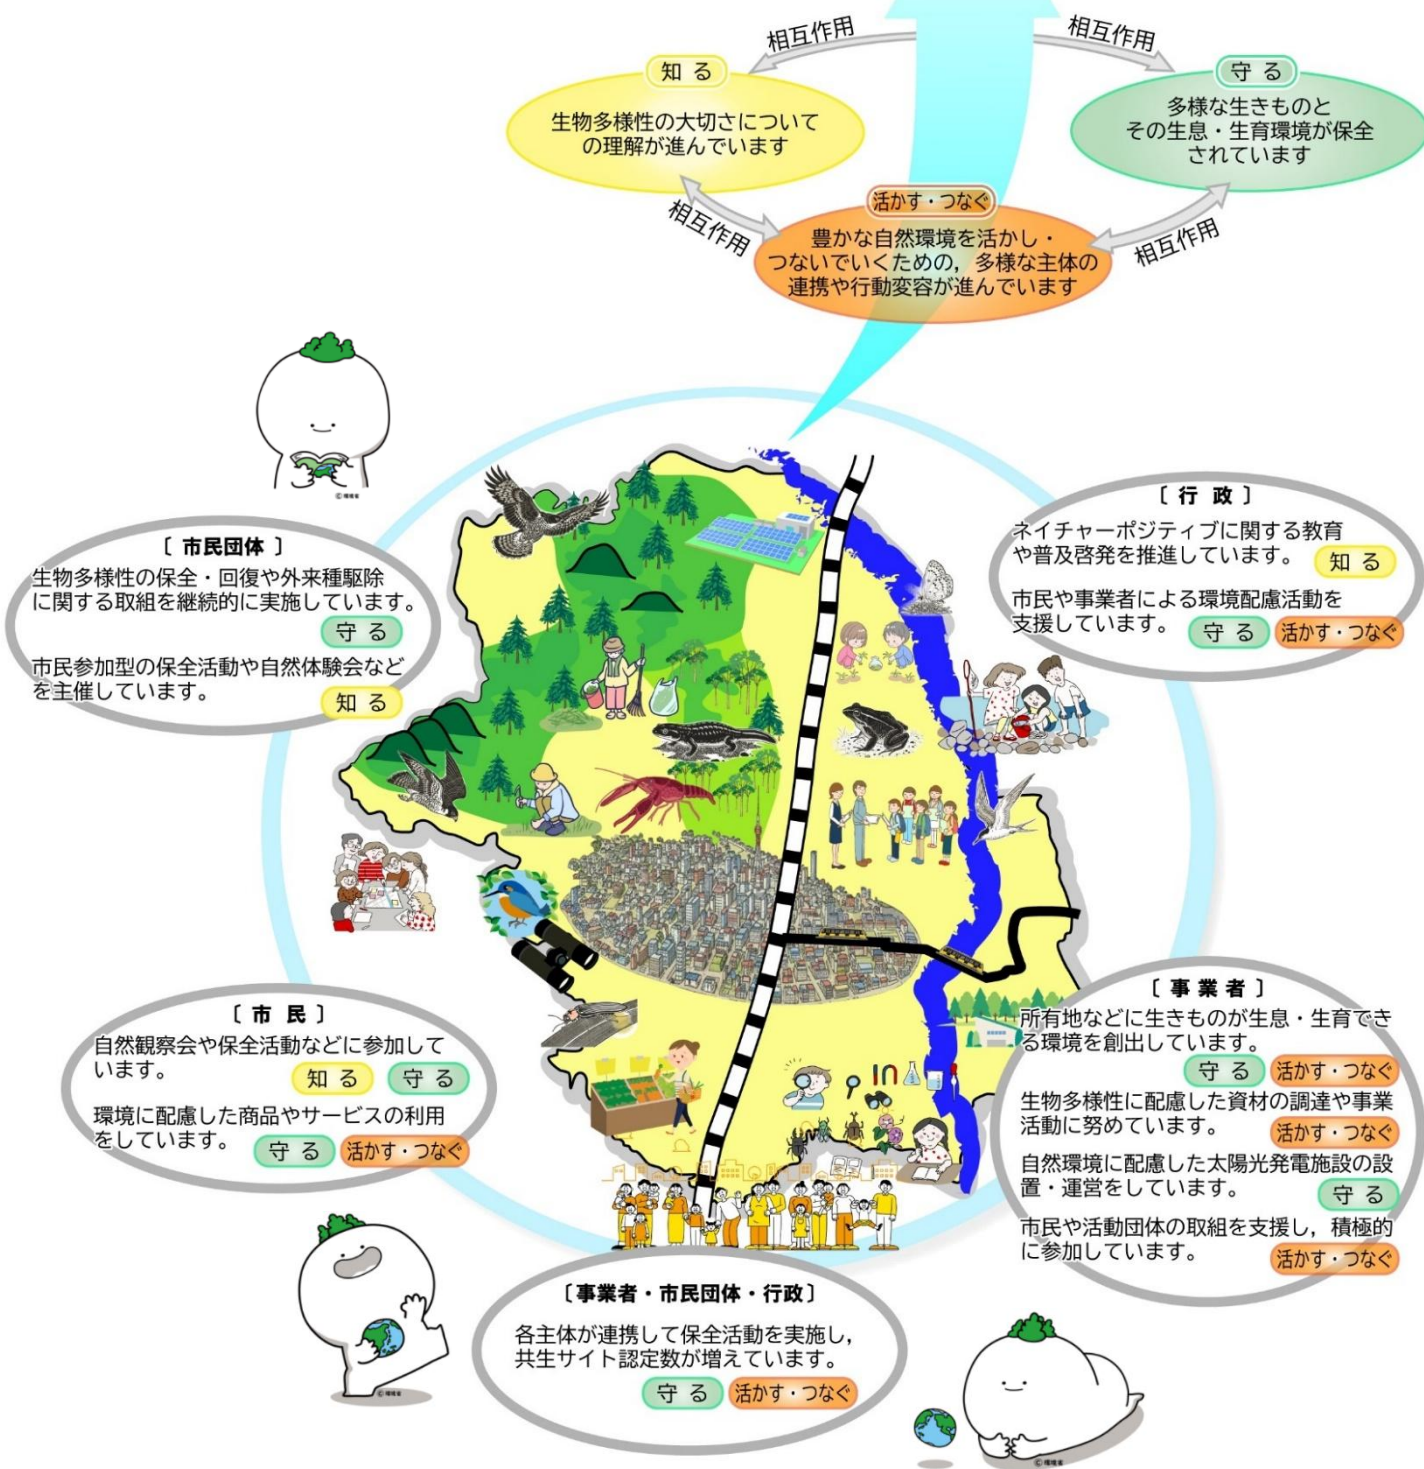 相互作用
相互作用
知る
生物多様性の大切さについて
の理解が進んでいます
守る
多様な生きものと
その生息・生育環境が保全
されています
相互作用
相互作用
活かす・つなぐ
豊かな自然環境を活かし・
つないでいくための，多様な主体の
連携や行動変容が進んでいます
©環境省
〔 市民団体 〕
生物多様性の保全・回復や外来種駆除
に関する取組を継続的に実施しています。
守る
市民参加型の保全活動や自然体験会など
を主催しています。
知る
〔 行政 〕
ネイチャーポジティブに関する教育
や普及啓発を推進しています。
知る
市民や事業者による環境配慮活動を
支援しています。
守る
活かす・つなぐ
〔 市民 〕
自然観察会や保全活動などに参加して
います。
知る
守る
環境に配慮した商品やサービスの利用
をしています。
守る
活かす・つなぐ
〔 事業者 〕
所有地などに生きものが生息・生育でき
る環境を創出しています。
守る
活かす・つなぐ
生物多様性に配慮した資材の調達や事業
活動に努めています。
活かす・つなぐ
自然環境に配慮した太陽光発電施設の設
置・運営をしています。
守る
市民や活動団体の取組を支援し，積極的
に参加しています。
活かす・つなぐ
〔事業者・市民団体・行政〕
各主体が連携して保全活動を実施し，
共生サイト認定数が増えています。
守る
活かす・つなぐ
©環境省
©環境省